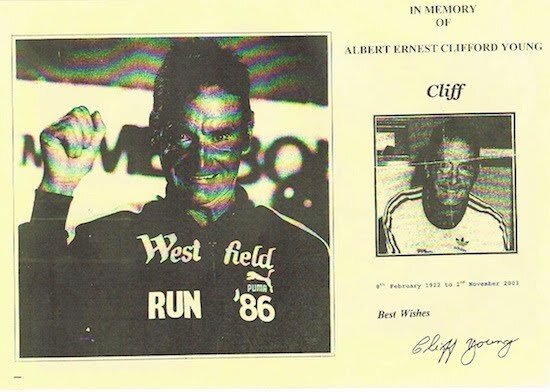 IN MEMORY
OF
ALBERT ERNEST CLIFFORD YOUNG
Cliff
West field
PUMA
RUN '86
8th February 1922 to 2nd November 2003
Best Wishes
Cliff Young